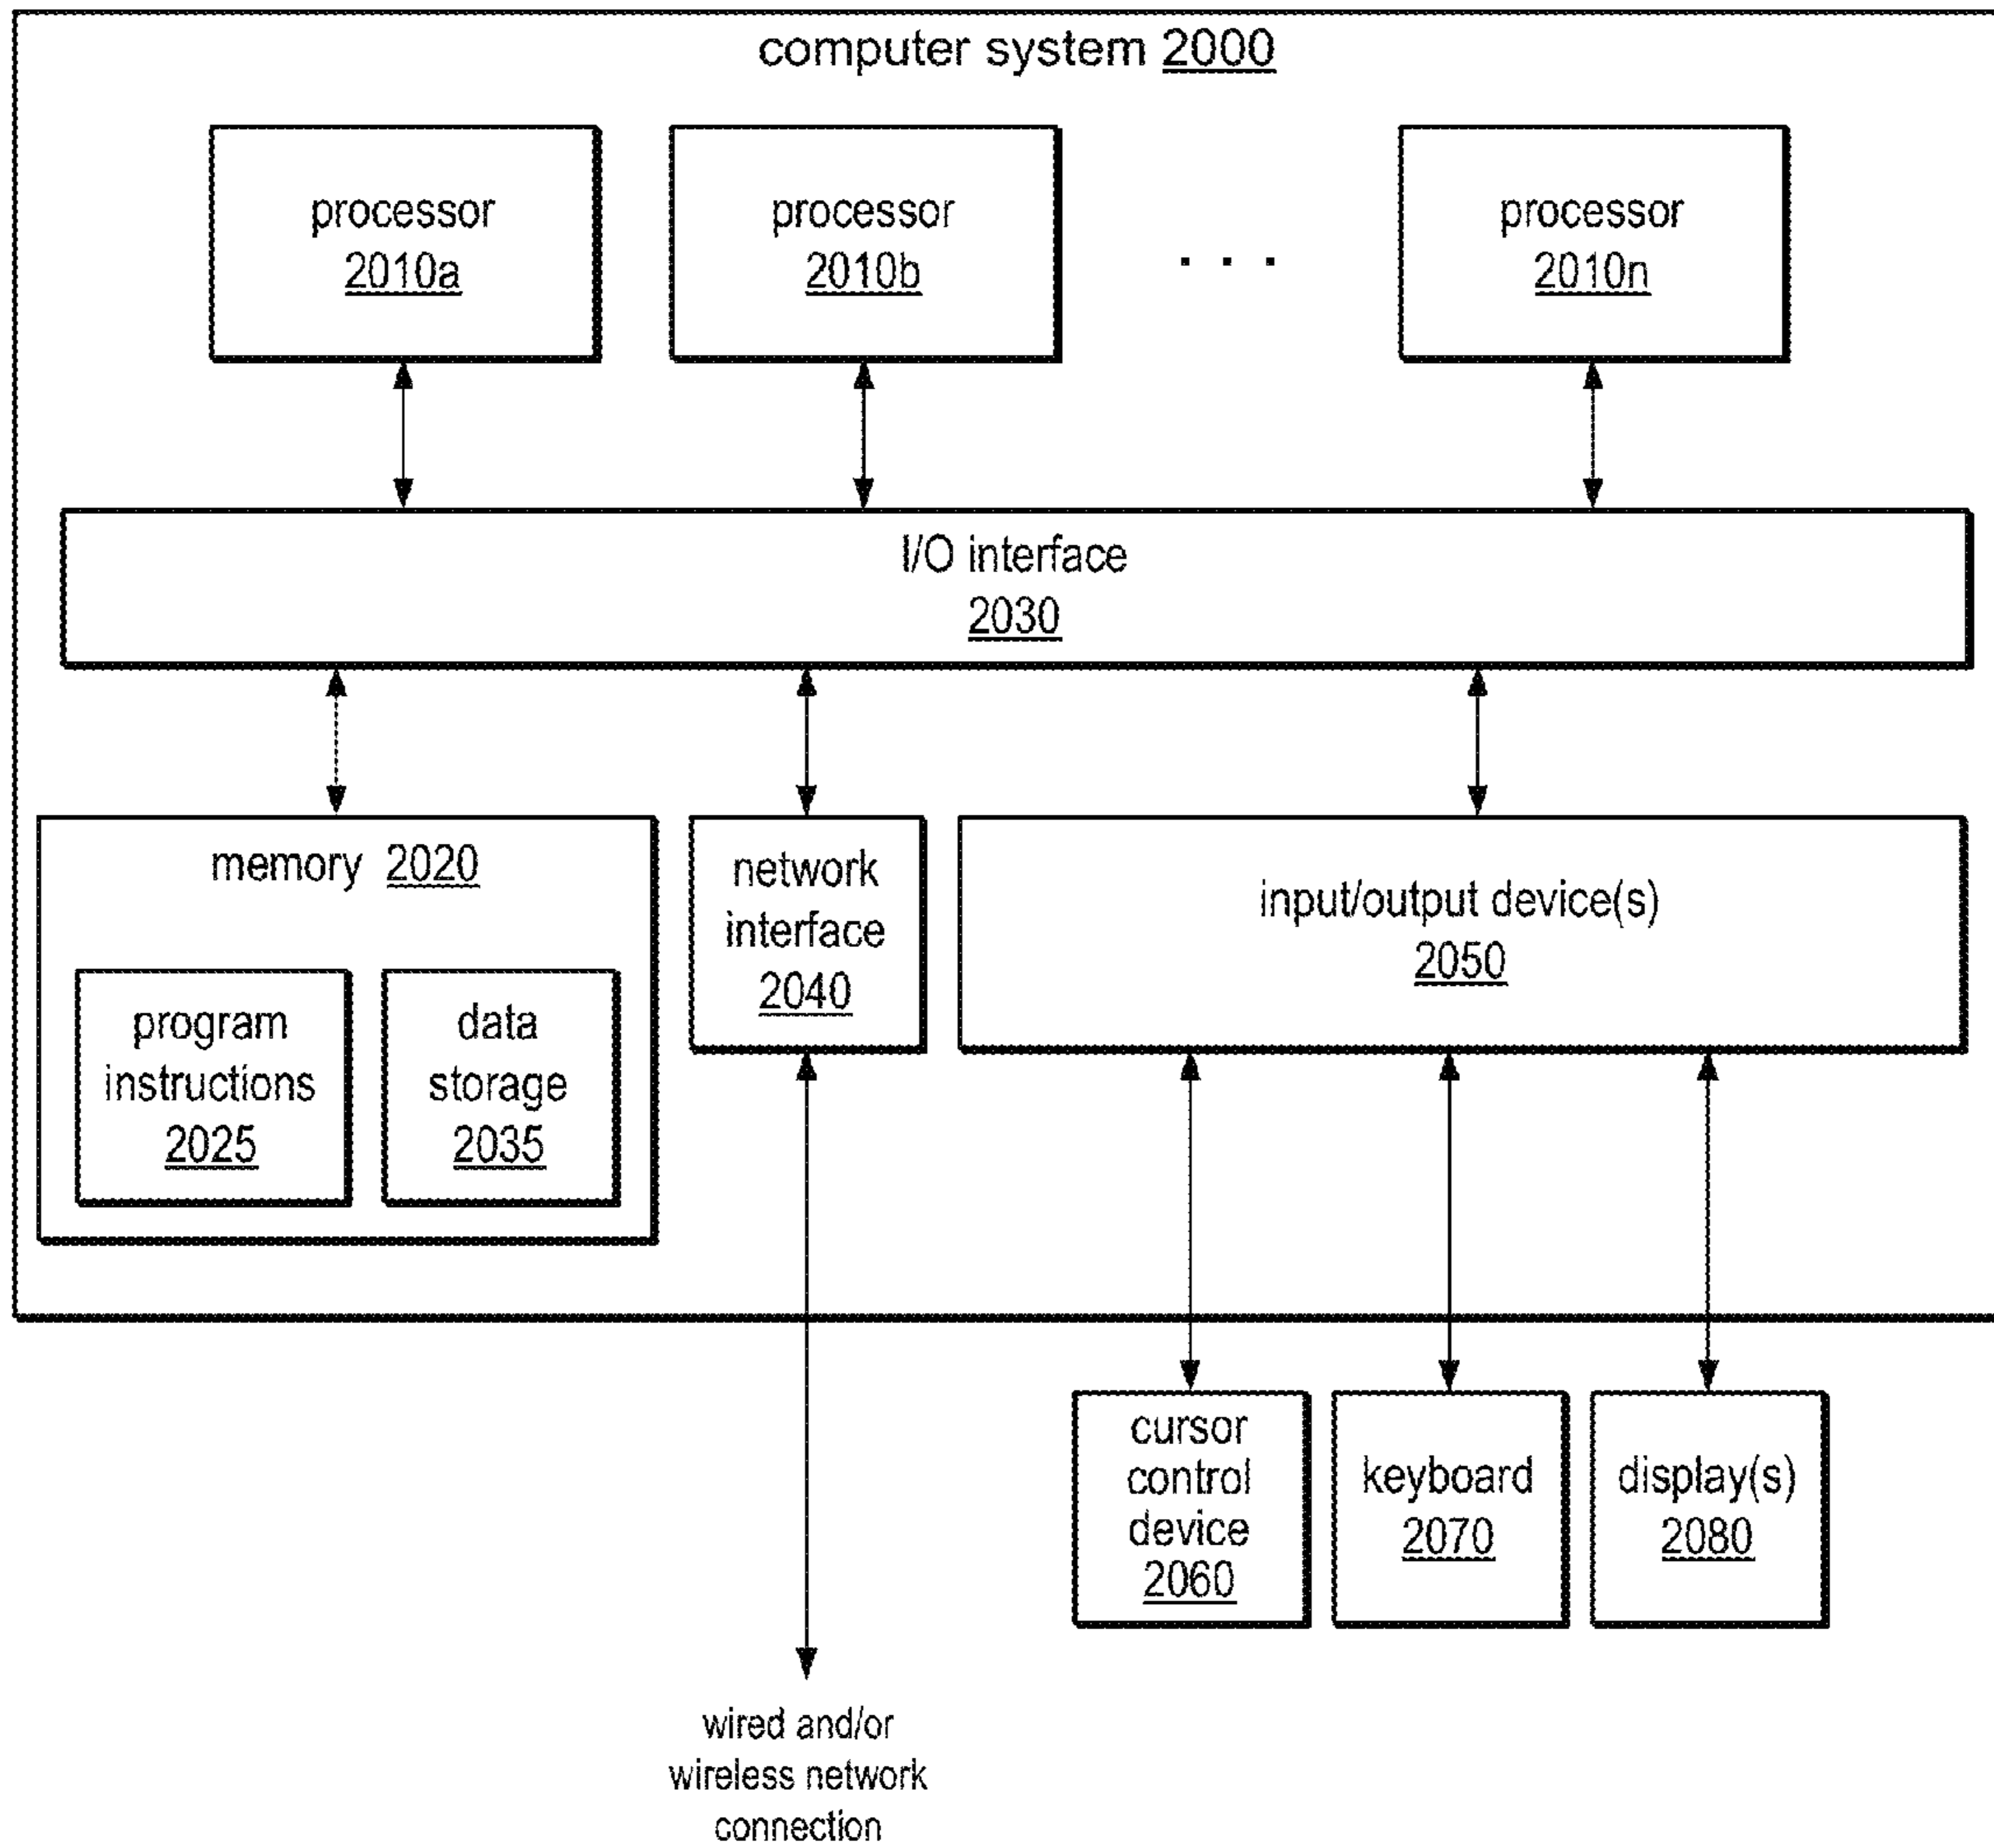 computer system 2000
processor
2010a
processor
2010b
. . .
processor
2010n
I/O interface
2030
memory 2020
program
instructions
2025
data
storage
2035
network
interface
2040
input/output device(s)
2050
cursor
control
device
2060
keyboard
2070
display(s)
2080
wired and/or
wireless network
connection